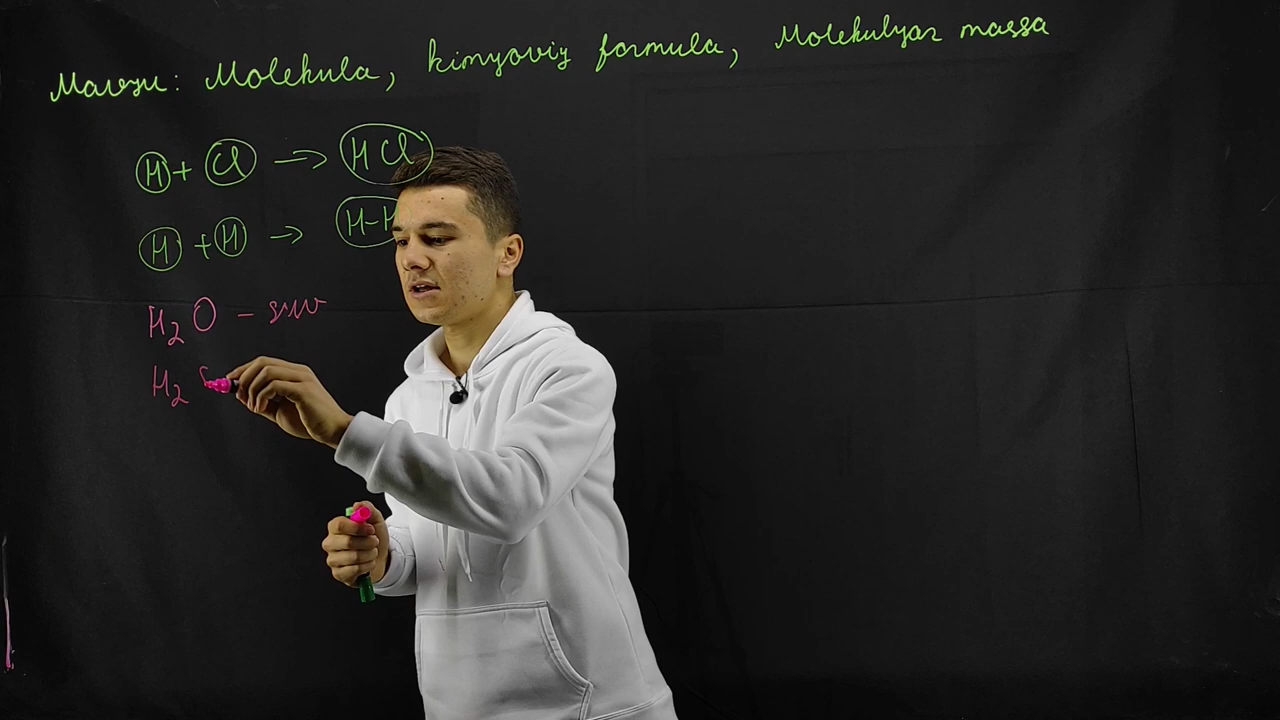 Mavzu: Molekula, kimyoviy formula, Molekulyar massa
H + Cl → HCl
H + H → H-H
H₂O - suv
H₂